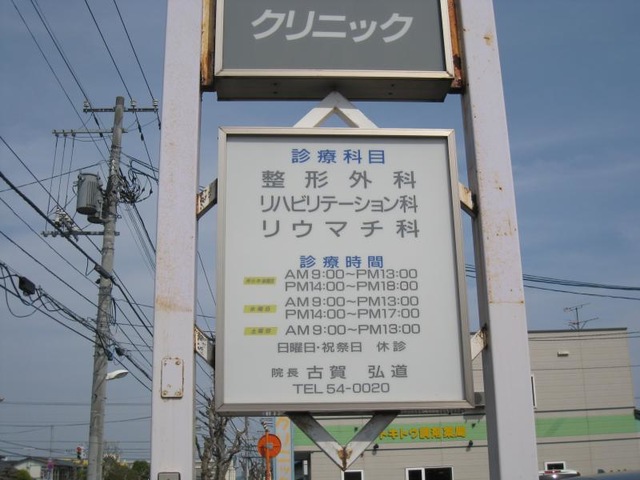 クリニック
診療科目
整形外科
リハビリテーション科
リウマチ科
診療時間
AM9:00～PM13:00
PM14:00～PM18:00
AM9:00～PM13:00
PM14:00～PM17:00
土曜日 AM9:00～PM13:00
日曜日・祝祭日 休診
院長 古賀 弘道
TEL 54-0020